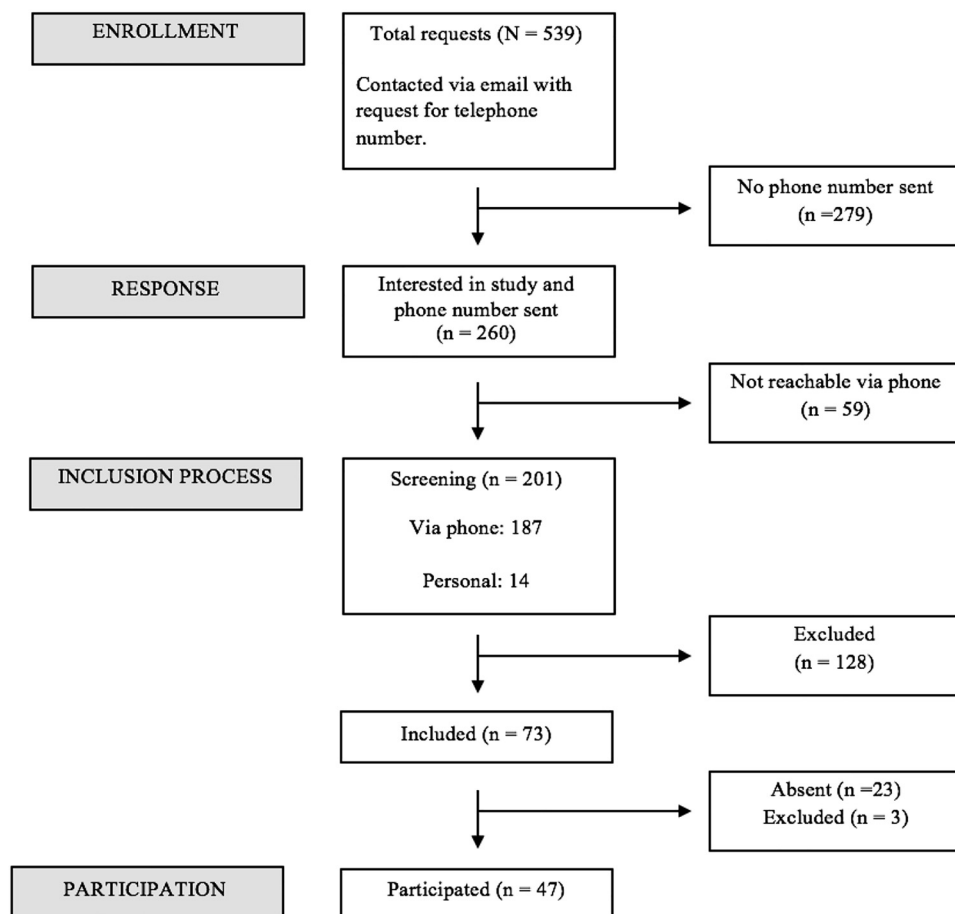 ENROLLMENT
Total requests (N = 539)
Contacted via email with
request for telephone
number.
No phone number sent
(n =279)
RESPONSE
Interested in study and
phone number sent
(n = 260)
Not reachable via phone
(n = 59)
INCLUSION PROCESS
Screening (n = 201)
Via phone: 187
Personal: 14
Excluded
(n = 128)
Included (n = 73)
Absent (n =23)
Excluded (n = 3)
PARTICIPATION
Participated (n = 47)